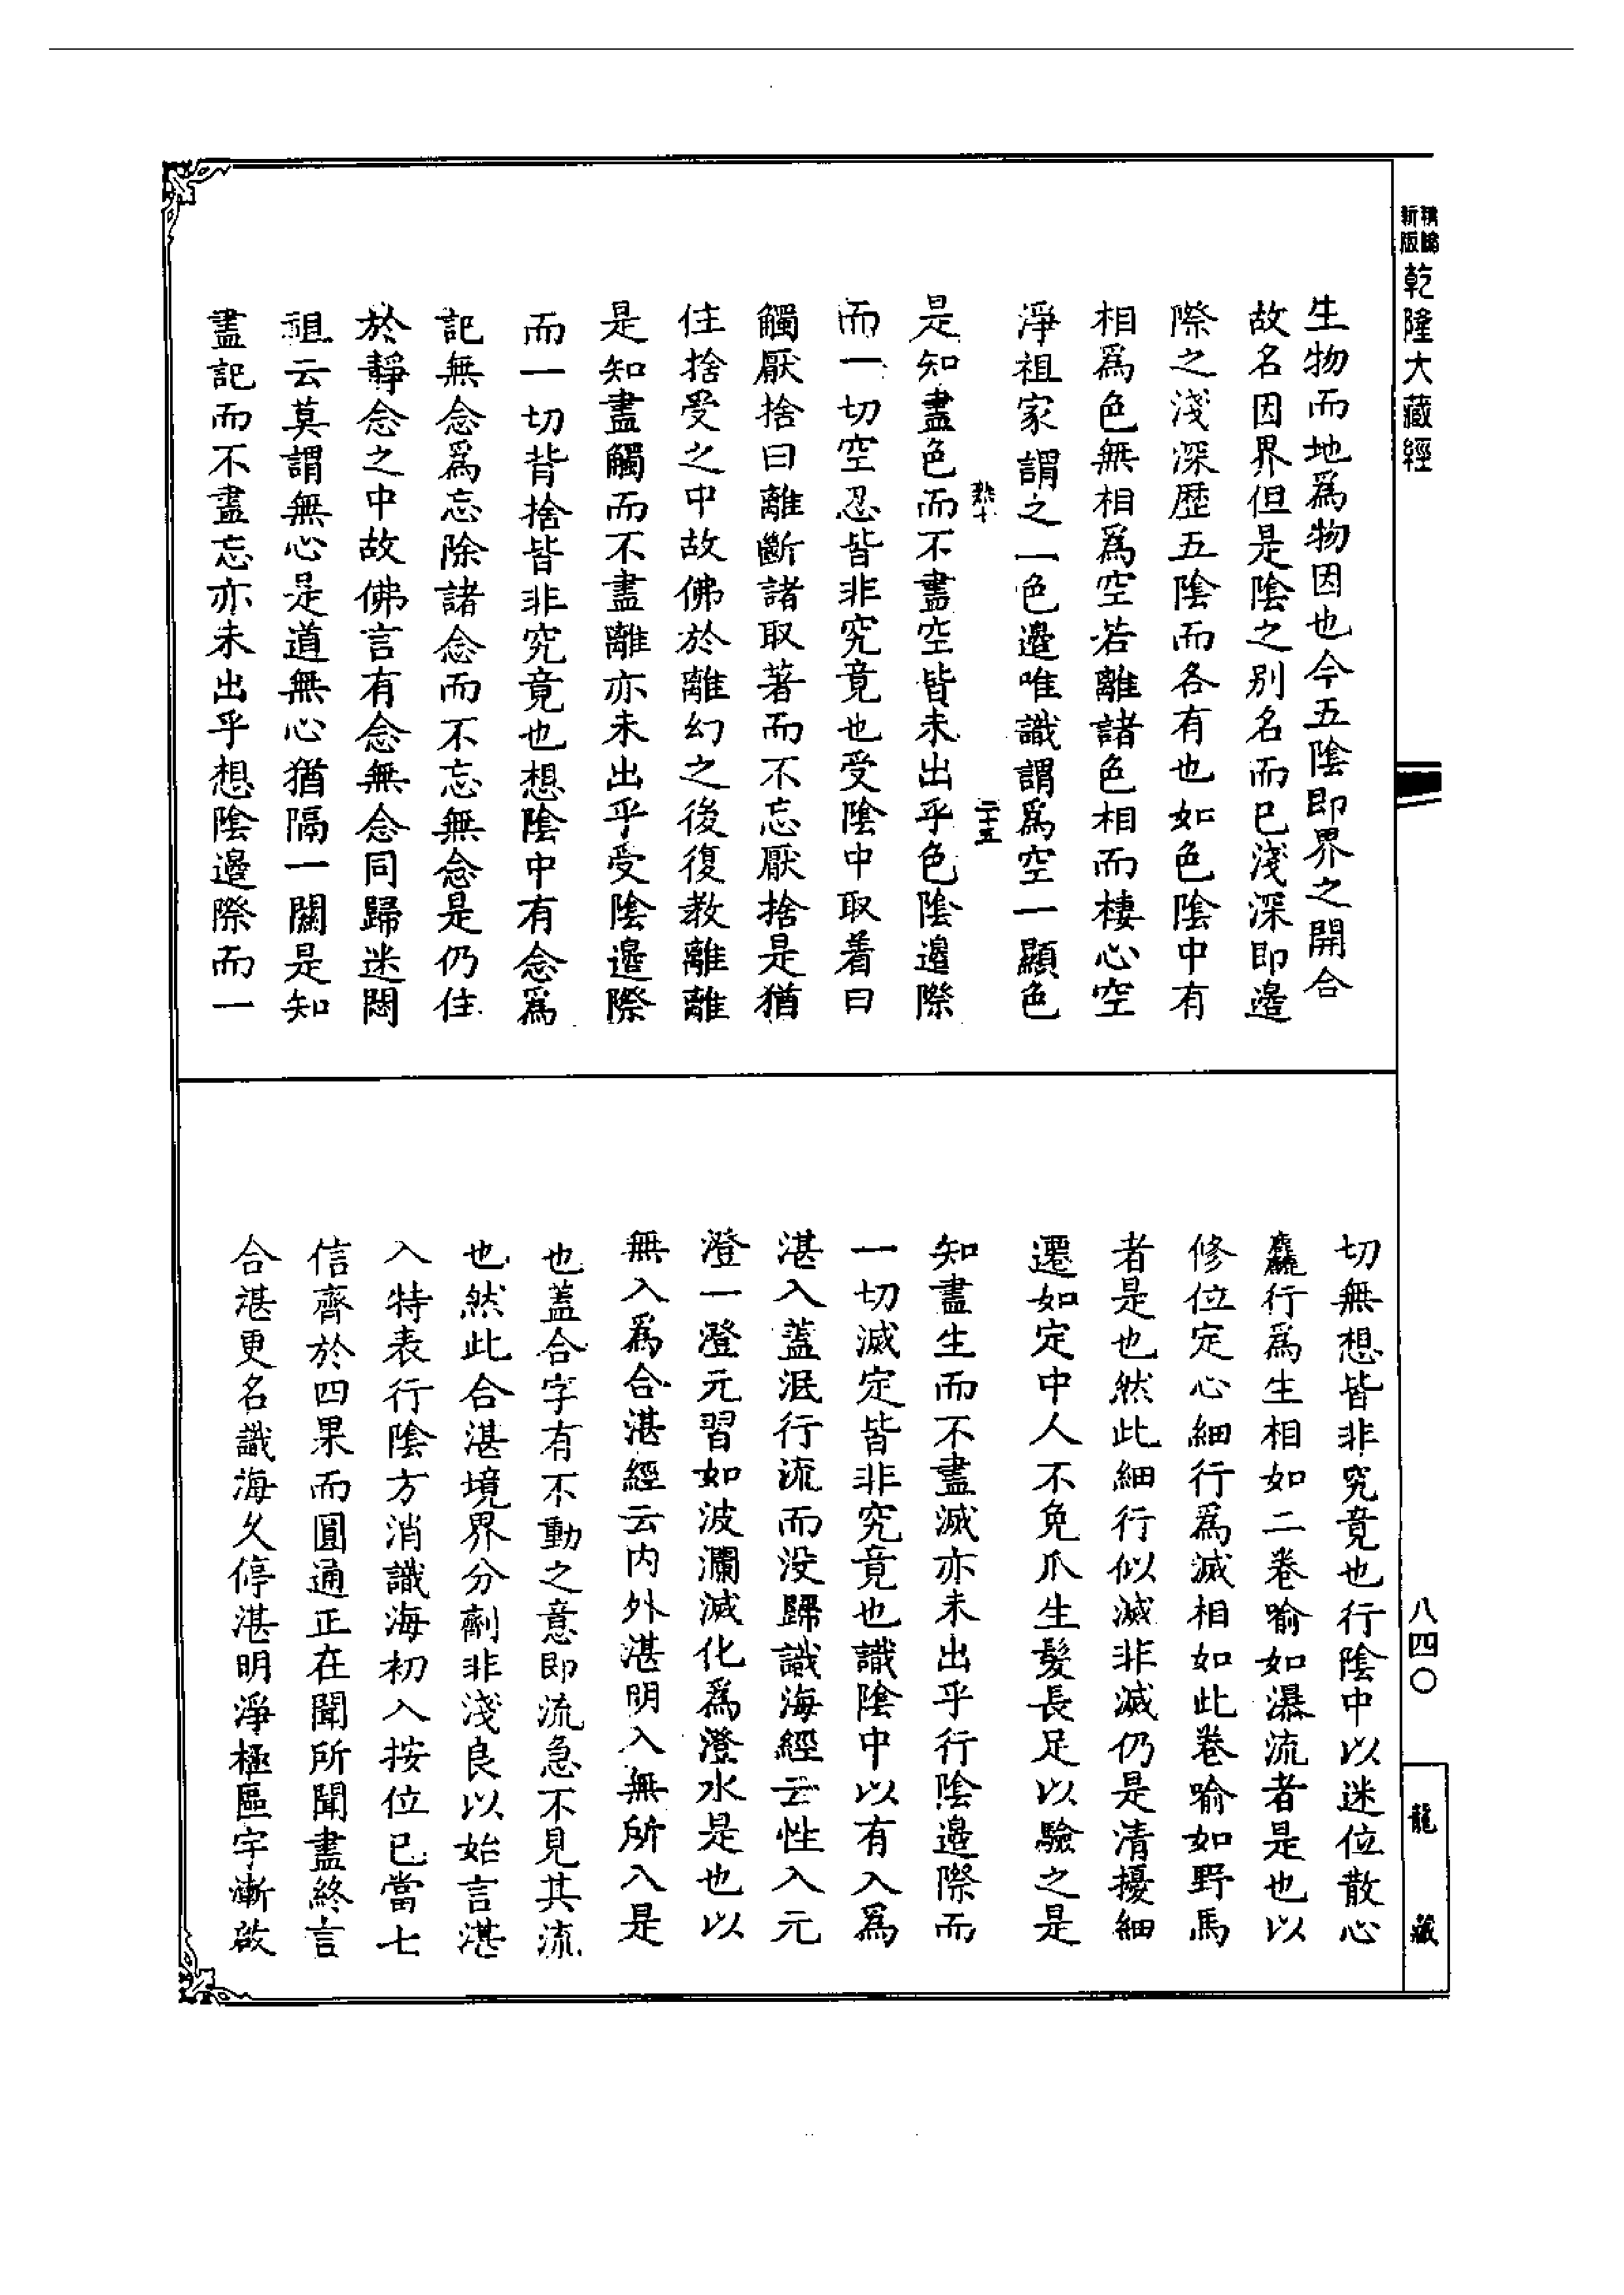 新版
乾隆大藏經
生物而地爲物因也今五陰即界之開合
故名因界但是陰之别名而已淺深即邉
際之淺深歴五陰而各有也如色陰中有
相爲色無相爲空若離諸色相而棲心空
淨祖家謂之一色邉唯識謂爲空一顯色
二十五
是知盡色而不盡空皆未出乎色陰邉際
而一切空忍皆非究竟也受陰中取着曰
觸厭捨曰離斷諸取著而不忘厭捨是猶
住捨受之中故佛於離幻之後復教離離
是知盡觸而不盡離亦未出乎受陰邉際
而一切背捨皆非究竟也想陰中有念爲
記無念爲忘除諸念而不忘無念是仍住
於靜念之中故佛言有念無念同歸迷悶
祖云莫謂無心是道無心猶隔一關是知
盡記而不盡忘亦未出乎想陰邉際而一
切無想皆非究竟也行陰中以迷位散心
麤行爲生相如二卷喻如瀑流者是也以
修位定心細行爲滅相如此卷喻如野馬
者是也然此細行似滅非滅仍是清擾細
遷如定中人不免爪生髮長足以驗之是
知盡生而不盡滅亦未出乎行陰邉際而
一切滅定皆非究竟也識陰中以有入爲
湛入蓋泯行流而没歸識海經云性入元
澄一澄元習如波瀾滅化爲澄水是也以
無入爲合湛經云内外湛明入無所入是
也蓋合字有不動之意即流急不見其流
也然此合湛境界分劑非淺良以始言湛
入特表行陰方消識海初入按位已當七
信齊於四果而圓通正在聞所聞盡終言
合湛更名識海久停湛明淨極區宇漸啟
八四〇
龍藏